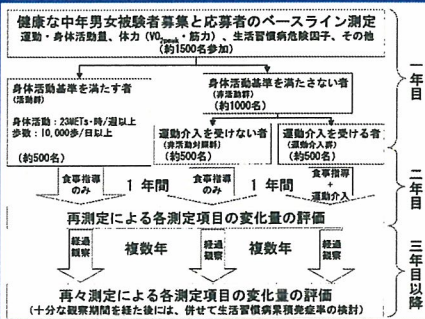 健康な中年男女被験者募集と応募者のベースライン測定
運動・身体活動量、体力(VO2peak・筋力)、生活習慣病危険因子、その他
(約1500名参加)
身体活動基準を満たす者
(活動群)
身体活動:23METs・時/週以上
歩数:10,000歩/日以上
(約500名)
身体活動基準を満たさない者
(非活動群)
(約1000名)
運動介入を受けない者
(非活動対照群)
(約500名)
運動介入を受ける者
(運動介入群)
(約500名)
食事指導
のみ
1年間
食事指導
のみ
1年間
食事指導
+
運動介入
再測定による各測定項目の変化量の評価
経過
観察
複数年
経過
観察
複数年
経過
観察
再々測定による各測定項目の変化量の評価
(十分な観察期間を経た後には、併せて生活習慣病累積発症率の検討)
一年目
二年目
三年目以降